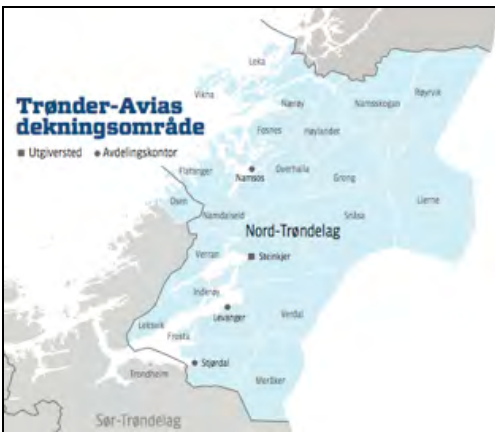 Trønder-Avias
dekningsområde
■ Utgiversted ● Avdelingskontor
Leka
Vikna
Nærøy
Namsskogan
Røyrvik
Fosnes
Høylandet
Flatanger
Namsos
Overhalla
Grong
Lierne
Osen
Namdalseid
Snåsa
Nord-Trøndelag
Verran
Steinkjer
Inderøy
Levanger
Verdal
Leksvik
Frosta
Stjørdal
Trondheim
Meråker
Sør-Trøndelag